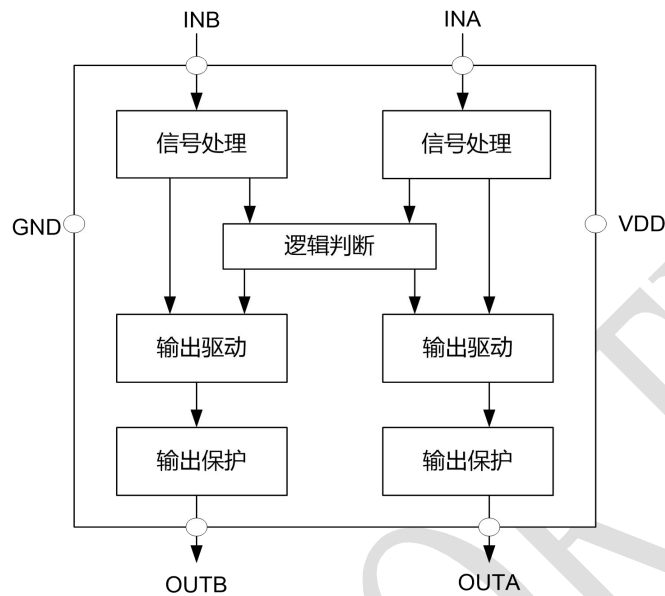 INB
INA
信号处理
信号处理
GND
VDD
逻辑判断
输出驱动
输出驱动
输出保护
输出保护
OUTB
OUTA